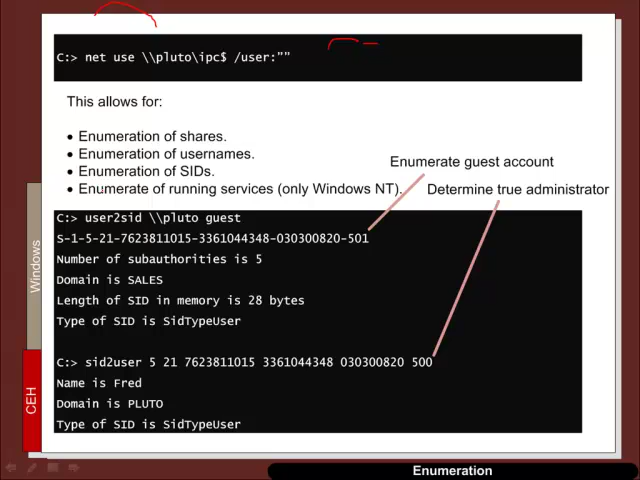 C:> net use \\pluto\ipc$ /user:""
This allows for:
• Enumeration of shares.
• Enumeration of usernames.
• Enumeration of SIDs.
Enumerate guest account
• Enumerate of running services (only Windows NT).
Determine true administrator
C:> user2sid \\pluto guest
S-1-5-21-7623811015-3361044348-030300820-501
Number of subauthorities is 5
Domain is SALES
Length of SID in memory is 28 bytes
Type of SID is SidTypeUser
C:> sid2user 5 21 7623811015 3361044348 030300820 500
Name is Fred
Domain is PLUTO
Type of SID is SidTypeUser
Windows
CEH
Enumeration